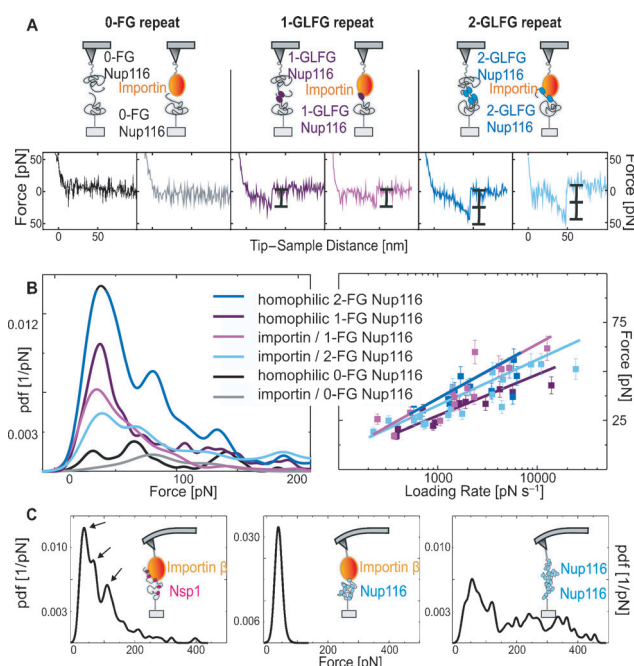 0-FG repeat
1-GLFG repeat
2-GLFG repeat
A
0-FG
Nup116
Importin
0-FG
Nup116
1-GLFG
Nup116
Importin
1-GLFG
Nup116
2-GLFG
Nup116
Importin
2-GLFG
Nup116
Force [pN]
50
0
50
0
50
Tip–Sample Distance [nm]
50
0
50
Force [pN]
B
pdf [1/pN]
0.012
0.003
0
100
200
Force [pN]
homophilic 2-FG Nup116
homophilic 1-FG Nup116
importin / 1-FG Nup116
importin / 2-FG Nup116
homophilic 0-FG Nup116
importin / 0-FG Nup116
75
25
Force [pN]
1000
10000
Loading Rate [pN s⁻¹]
C
pdf [1/pN]
0.010
0.003
0
200
400
Importin β
Nsp1
0.030
0.006
0
200
400
Force [pN]
Importin β
Nup116
0.010
0.003
0
200
400
Nup116
Nup116
pdf [1/pN]